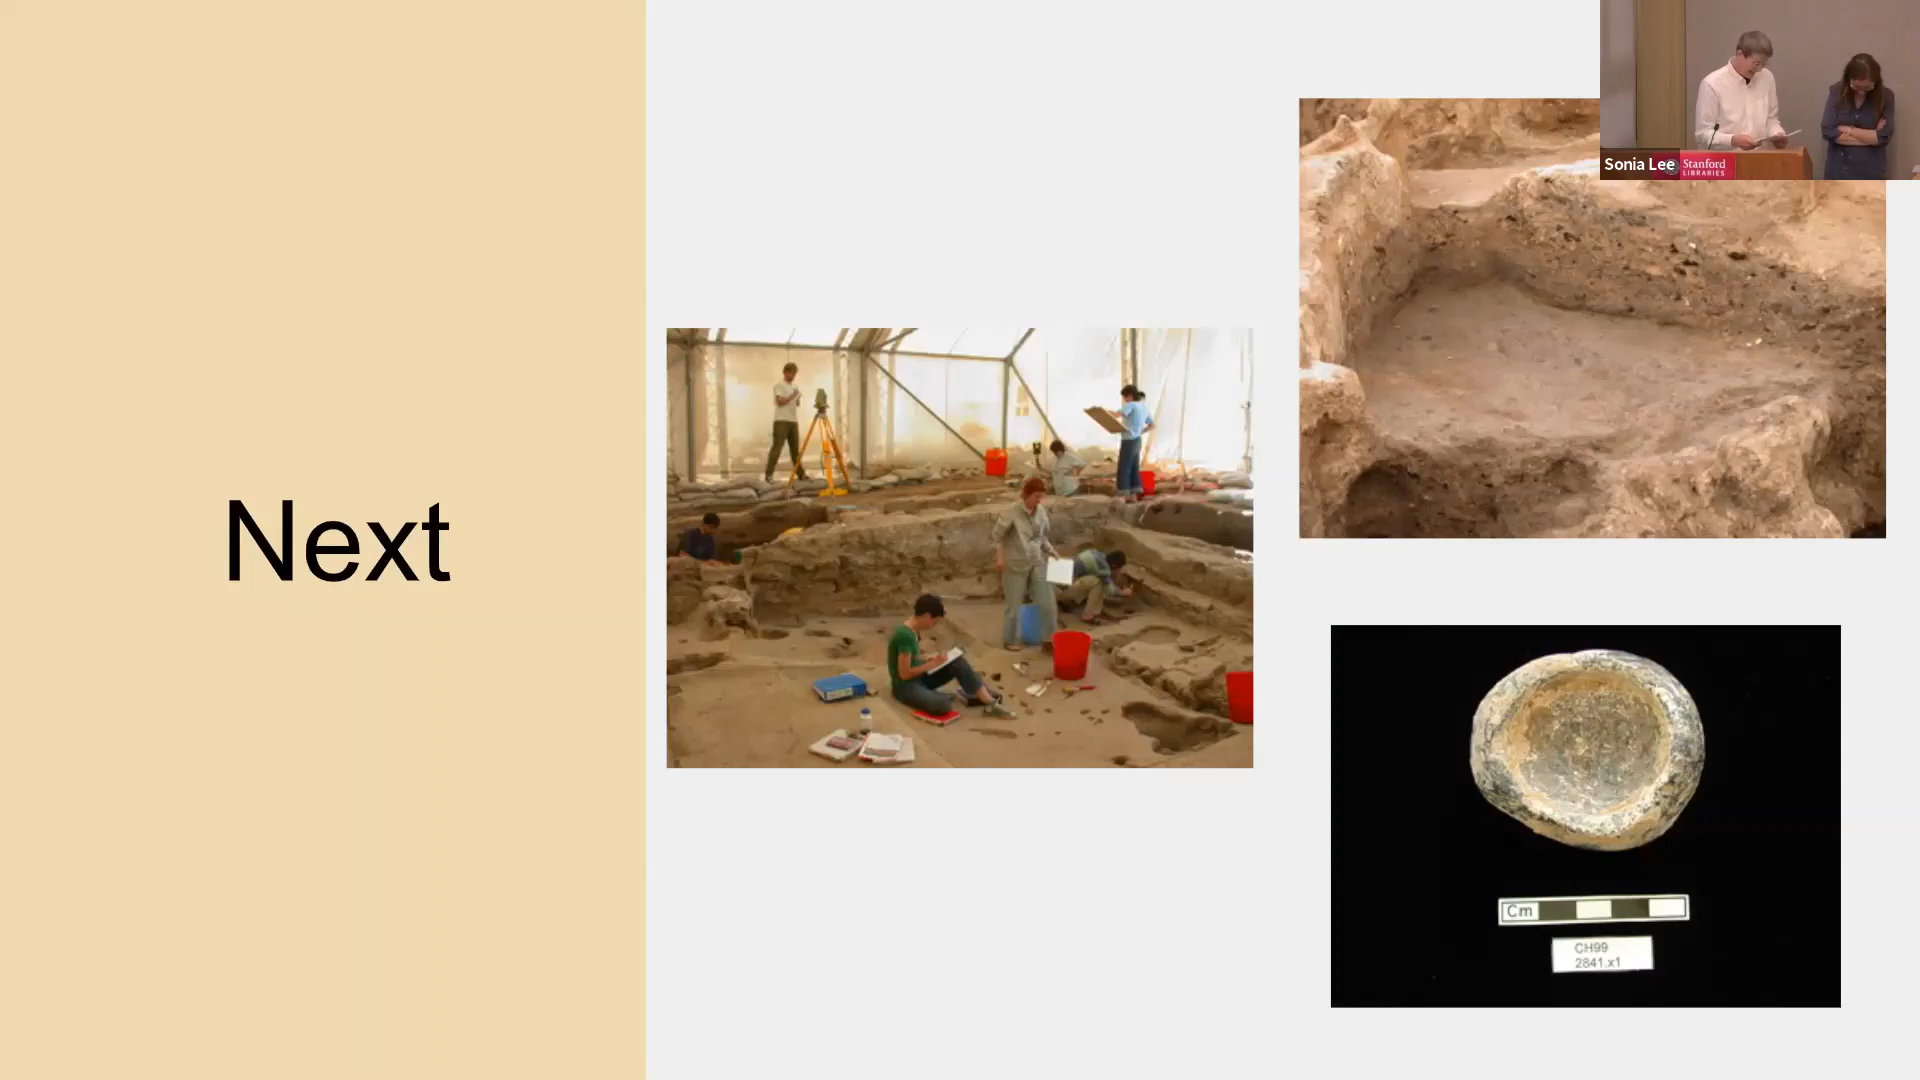 Next
Sonia Lee
Stanford
LIBRARIES
Cm
CH99
2841.x1